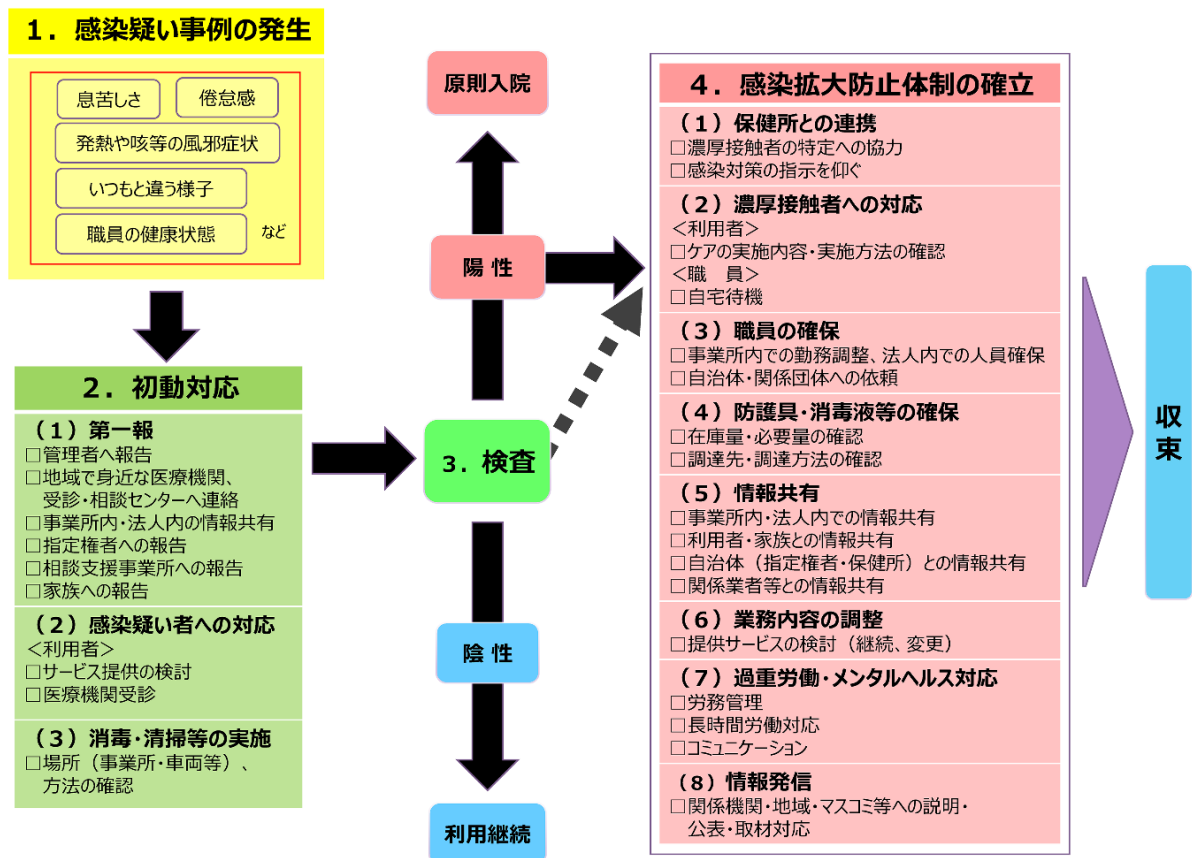 １．感染疑い事例の発生
息苦しさ
倦怠感
発熱や咳等の風邪症状
いつもと違う様子
職員の健康状態
など
２．初動対応
（１）第一報
□管理者へ報告
□地域で身近な医療機関、
受診・相談センターへ連絡
□事業所内・法人内の情報共有
□指定権者への報告
□相談支援事業所への報告
□家族への報告
（２）感染疑い者への対応
＜利用者＞
□サービス提供の検討
□医療機関受診
（３）消毒・清掃等の実施
□場所（事業所・車両等）、
方法の確認
原則入院
陽 性
３．検査
陰 性
利用継続
４．感染拡大防止体制の確立
（１）保健所との連携
□濃厚接触者の特定への協力
□感染対策の指示を仰ぐ
（２）濃厚接触者への対応
＜利用者＞
□ケアの実施内容・実施方法の確認
＜職　員＞
□自宅待機
（３）職員の確保
□事業所内での勤務調整、法人内での人員確保
□自治体・関係団体への依頼
（４）防護具・消毒液等の確保
□在庫量・必要量の確認
□調達先・調達方法の確認
（５）情報共有
□事業所内・法人内での情報共有
□利用者・家族との情報共有
□自治体（指定権者・保健所）との情報共有
□関係業者等との情報共有
（６）業務内容の調整
□提供サービスの検討（継続、変更）
（７）過重労働・メンタルヘルス対応
□労務管理
□長時間労働対応
□コミュニケーション
（８）情報発信
□関係機関・地域・マスコミ等への説明・
公表・取材対応
収束